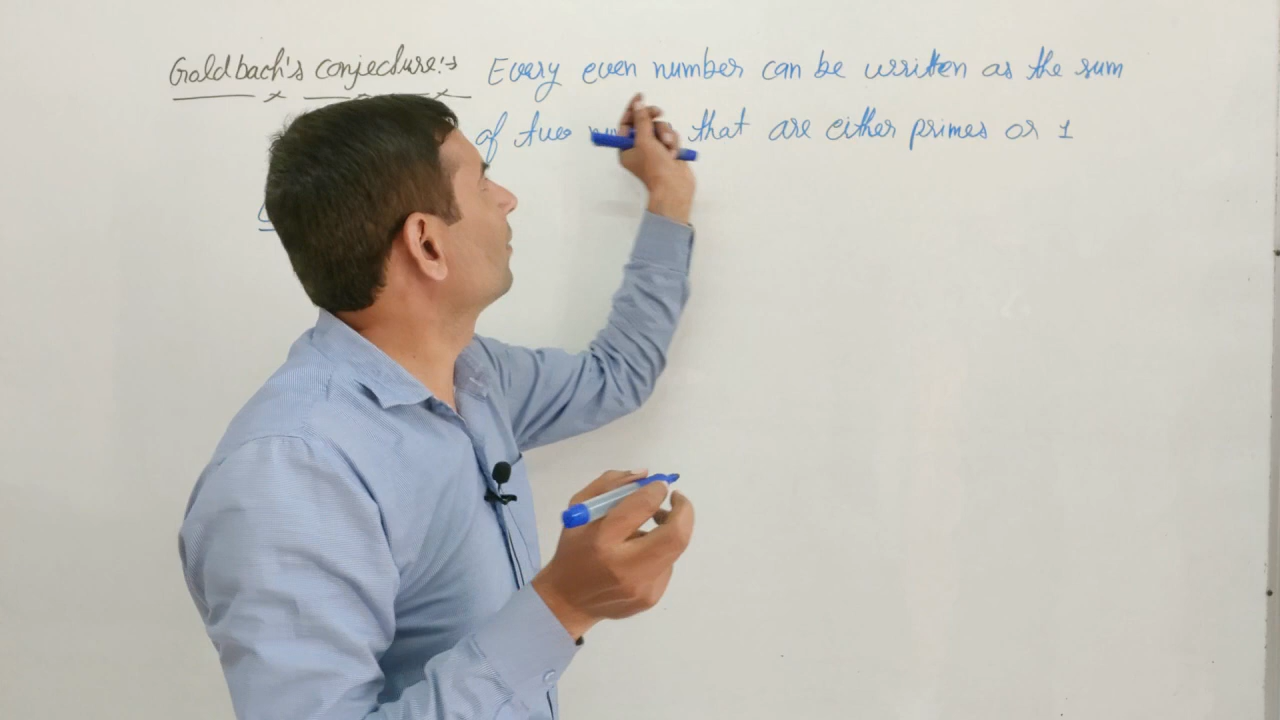 Goldbach's conjecture:- Every even number can be written as the sum
of two that are either primes or 1